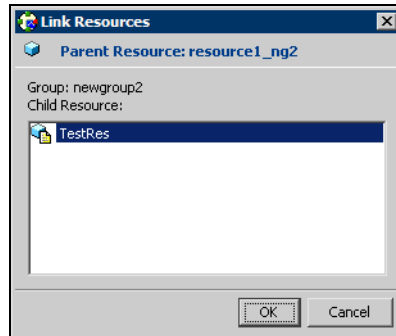 Link Resources
Parent Resource: resource1_ng2
Group: newgroup2
Child Resource:
TestRes
OK Cancel